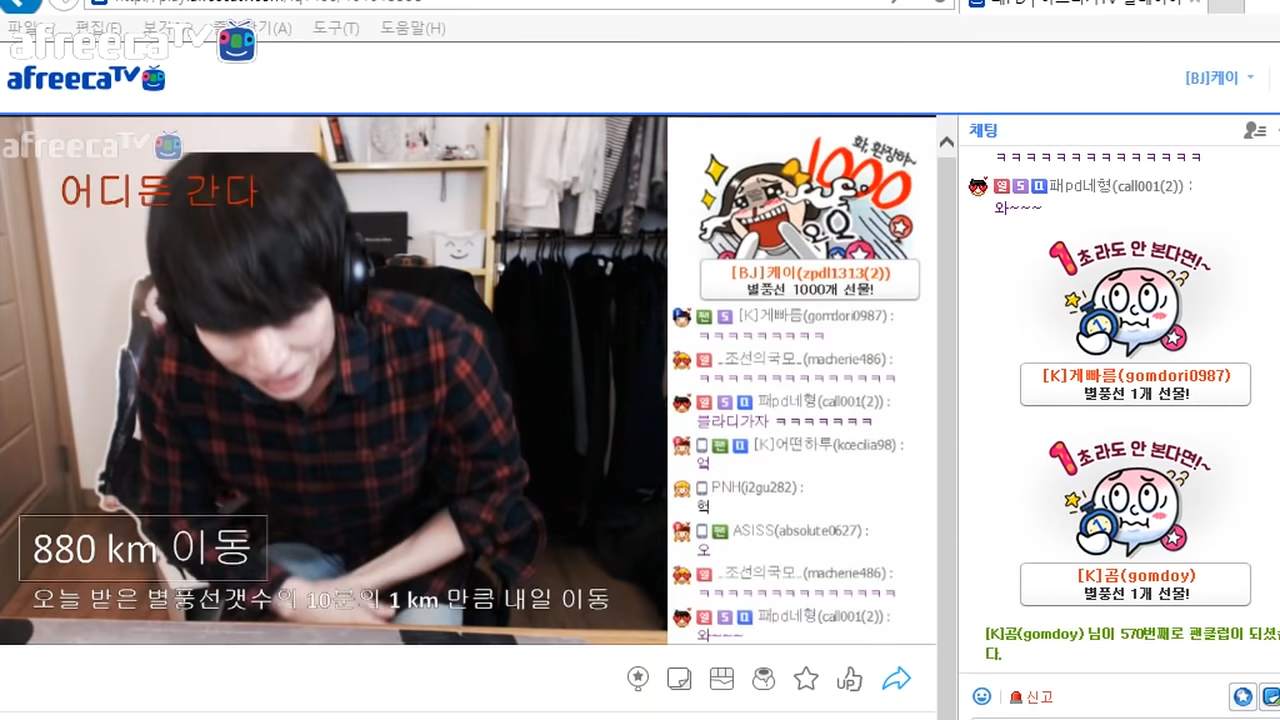 도구(T) 도움말(H)
afreecaTV
afreecaTV
[BJ]케이
afreecaTV
어디든 간다
880 km 이동
오늘 받은 별풍선갯수의 10분의 1 km 만큼 내일 이동
와, 환장하~
1000
[BJ]케이(zpdl1313(2))
별풍선 1000개 선물!
[K]게빠름(gomdori0987) :
ㅋㅋㅋㅋㅋㅋㅋㅋㅋ
_조선의국모_(macherie486) :
ㅋㅋㅋㅋㅋㅋㅋㅋㅋㅋㅋㅋㅋㅋ
패pd네형(call001(2)) :
블라디가자 ㅋㅋㅋㅋㅋㅋㅋ
[K]어떤하루(kcecilia98) :
엌
PNH(i2gu282) :
헉
ASISS(absolute0627) :
오
_조선의국모_(macherie486) :
ㅋㅋㅋㅋㅋㅋㅋㅋㅋㅋㅋㅋㅋㅋ
패pd네형(call001(2)) :
와~~~
UP
채팅
ㅋㅋㅋㅋㅋㅋㅋㅋㅋㅋㅋㅋㅋㅋ
패pd네형(call001(2)) :
와~~~
1초라도 안 본다면!~
[K]게빠름(gomdori0987)
별풍선 1개 선물!
1초라도 안 본다면!~
[K]곰(gomdoy)
별풍선 1개 선물!
[K]곰(gomdoy) 님이 570번째로 팬클럽이 되셨
다.
신고